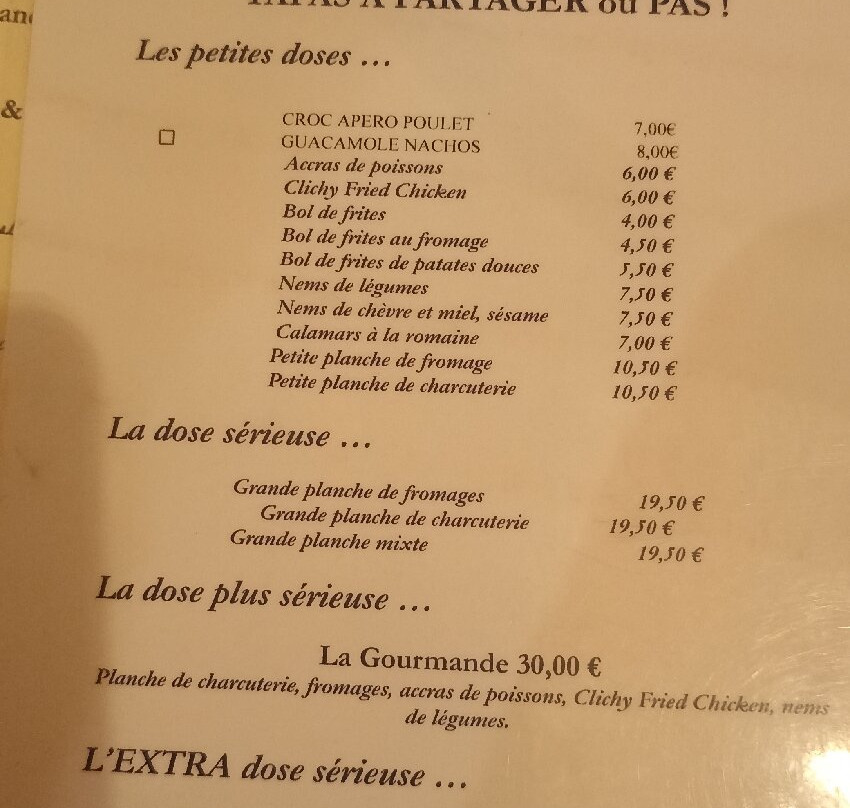 TAPAS A PARTAGER ou PAS !
Les petites doses ...
&
CROC APERO POULET 7,00€
GUACAMOLE NACHOS 8,00€
Accras de poissons 6,00 €
Clichy Fried Chicken 6,00 €
Bol de frites 4,00 €
Bol de frites au fromage 4,50 €
Bol de frites de patates douces 5,50 €
Nems de légumes 7,50 €
Nems de chèvre et miel, sésame 7,50 €
Calamars à la romaine 7,00 €
Petite planche de fromage 10,50 €
Petite planche de charcuterie 10,50 €
La dose sérieuse ...
Grande planche de fromages 19,50 €
Grande planche de charcuterie 19,50 €
Grande planche mixte 19,50 €
La dose plus sérieuse ...
La Gourmande 30,00 €
Planche de charcuterie, fromages, accras de poissons, Clichy Fried Chicken, nems
de légumes.
L'EXTRA dose sérieuse ...